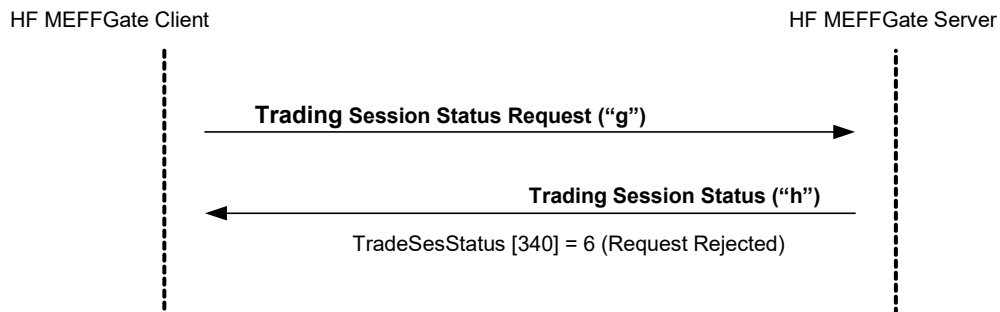 HF MEFFGate Client
HF MEFFGate Server
Trading Session Status Request (“g”)
Trading Session Status (“h”)
TradeSesStatus [340] = 6 (Request Rejected)